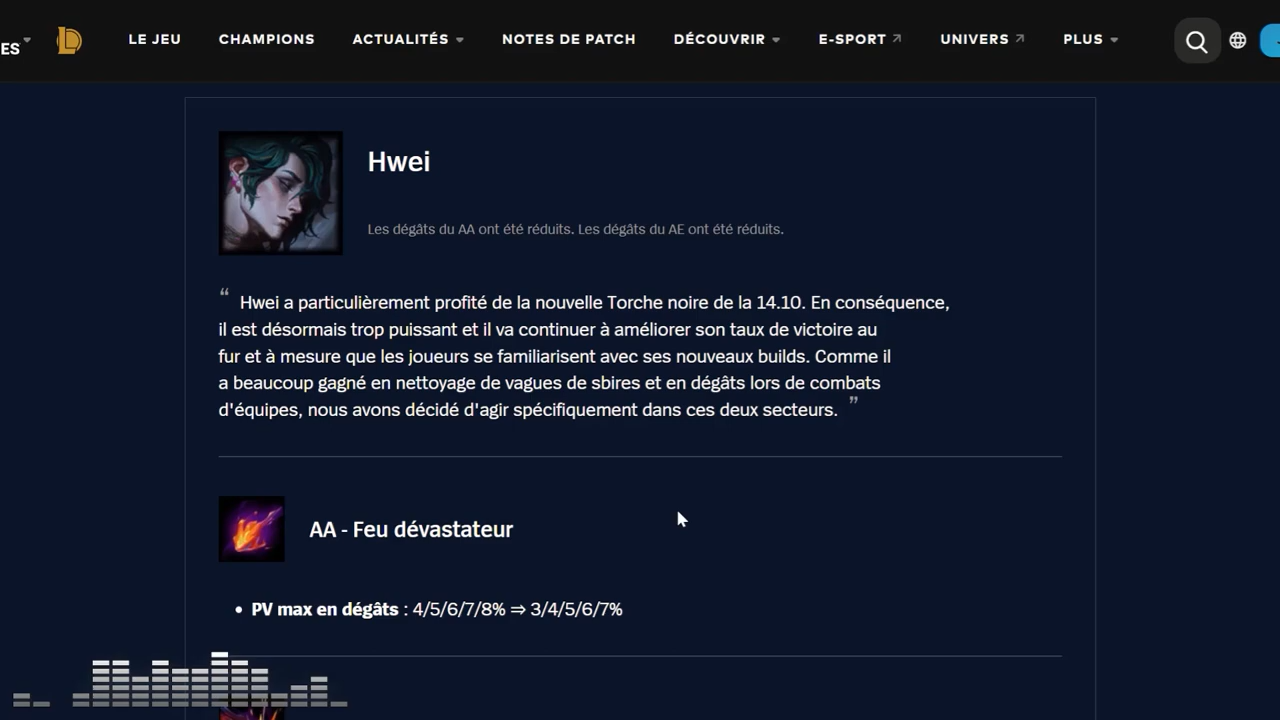 ES
LE JEU CHAMPIONS ACTUALITÉS NOTES DE PATCH DÉCOUVRIR E-SPORT UNIVERS PLUS
Hwei
Les dégâts du AA ont été réduits. Les dégâts du AE ont été réduits.
“ Hwei a particulièrement profité de la nouvelle Torche noire de la 14.10. En conséquence,
il est désormais trop puissant et il va continuer à améliorer son taux de victoire au
fur et à mesure que les joueurs se familiarisent avec ses nouveaux builds. Comme il
a beaucoup gagné en nettoyage de vagues de sbires et en dégâts lors de combats
d'équipes, nous avons décidé d'agir spécifiquement dans ces deux secteurs. ”
AA - Feu dévastateur
• PV max en dégâts : 4/5/6/7/8% ⇒ 3/4/5/6/7%